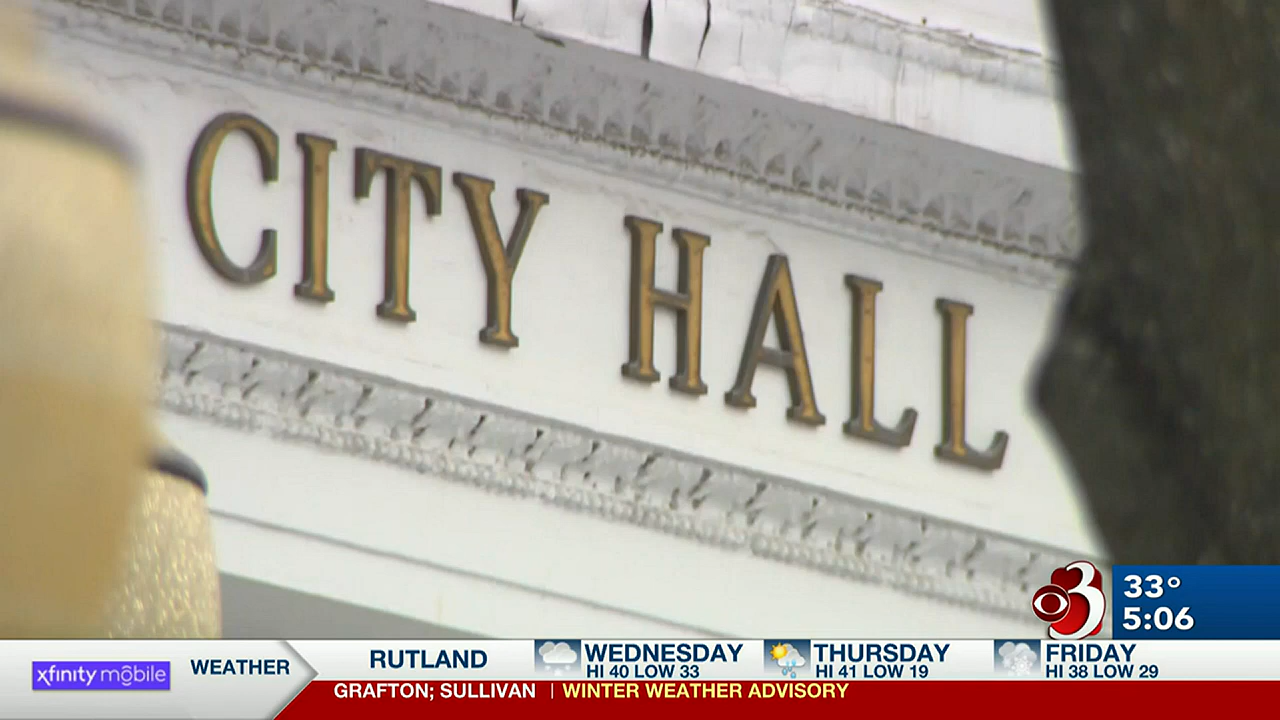 CITY HALL
3
33°
5:06
xfinity mobile
WEATHER
RUTLAND
WEDNESDAY
HI 40 LOW 33
THURSDAY
HI 41 LOW 19
FRIDAY
HI 38 LOW 29
GRAFTON; SULLIVAN | WINTER WEATHER ADVISORY